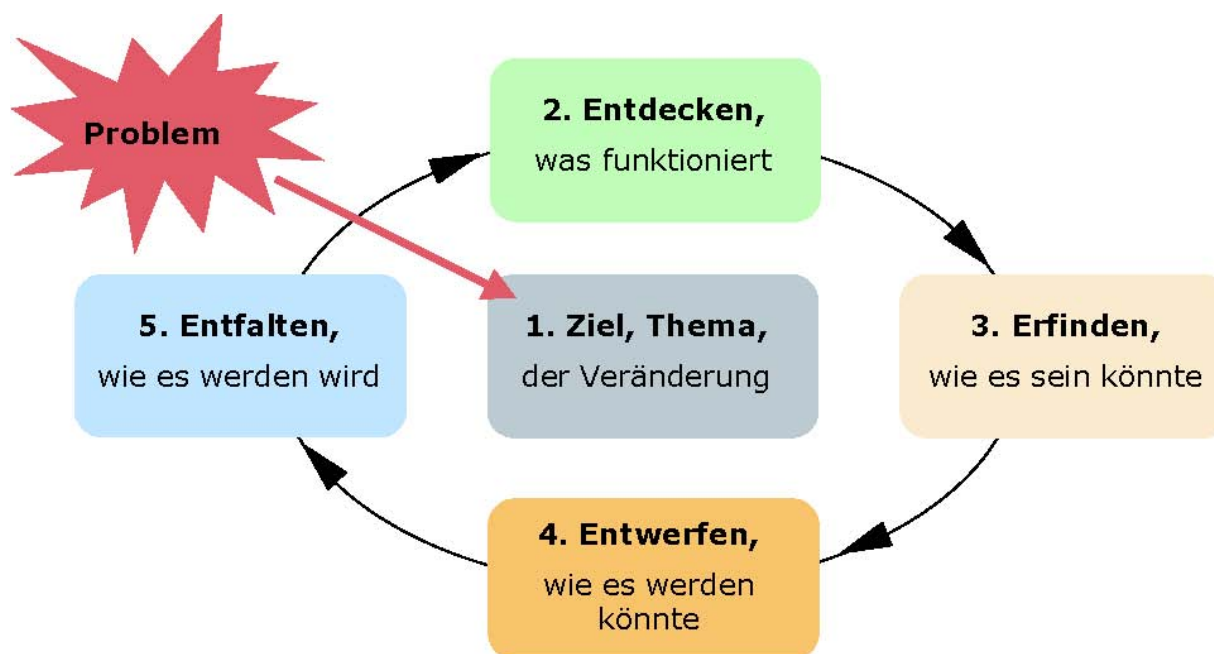 Problem
2. Entdecken,
was funktioniert
5. Entfalten,
wie es werden wird
1. Ziel, Thema,
der Veränderung
3. Erfinden,
wie es sein könnte
4. Entwerfen,
wie es werden
könnte